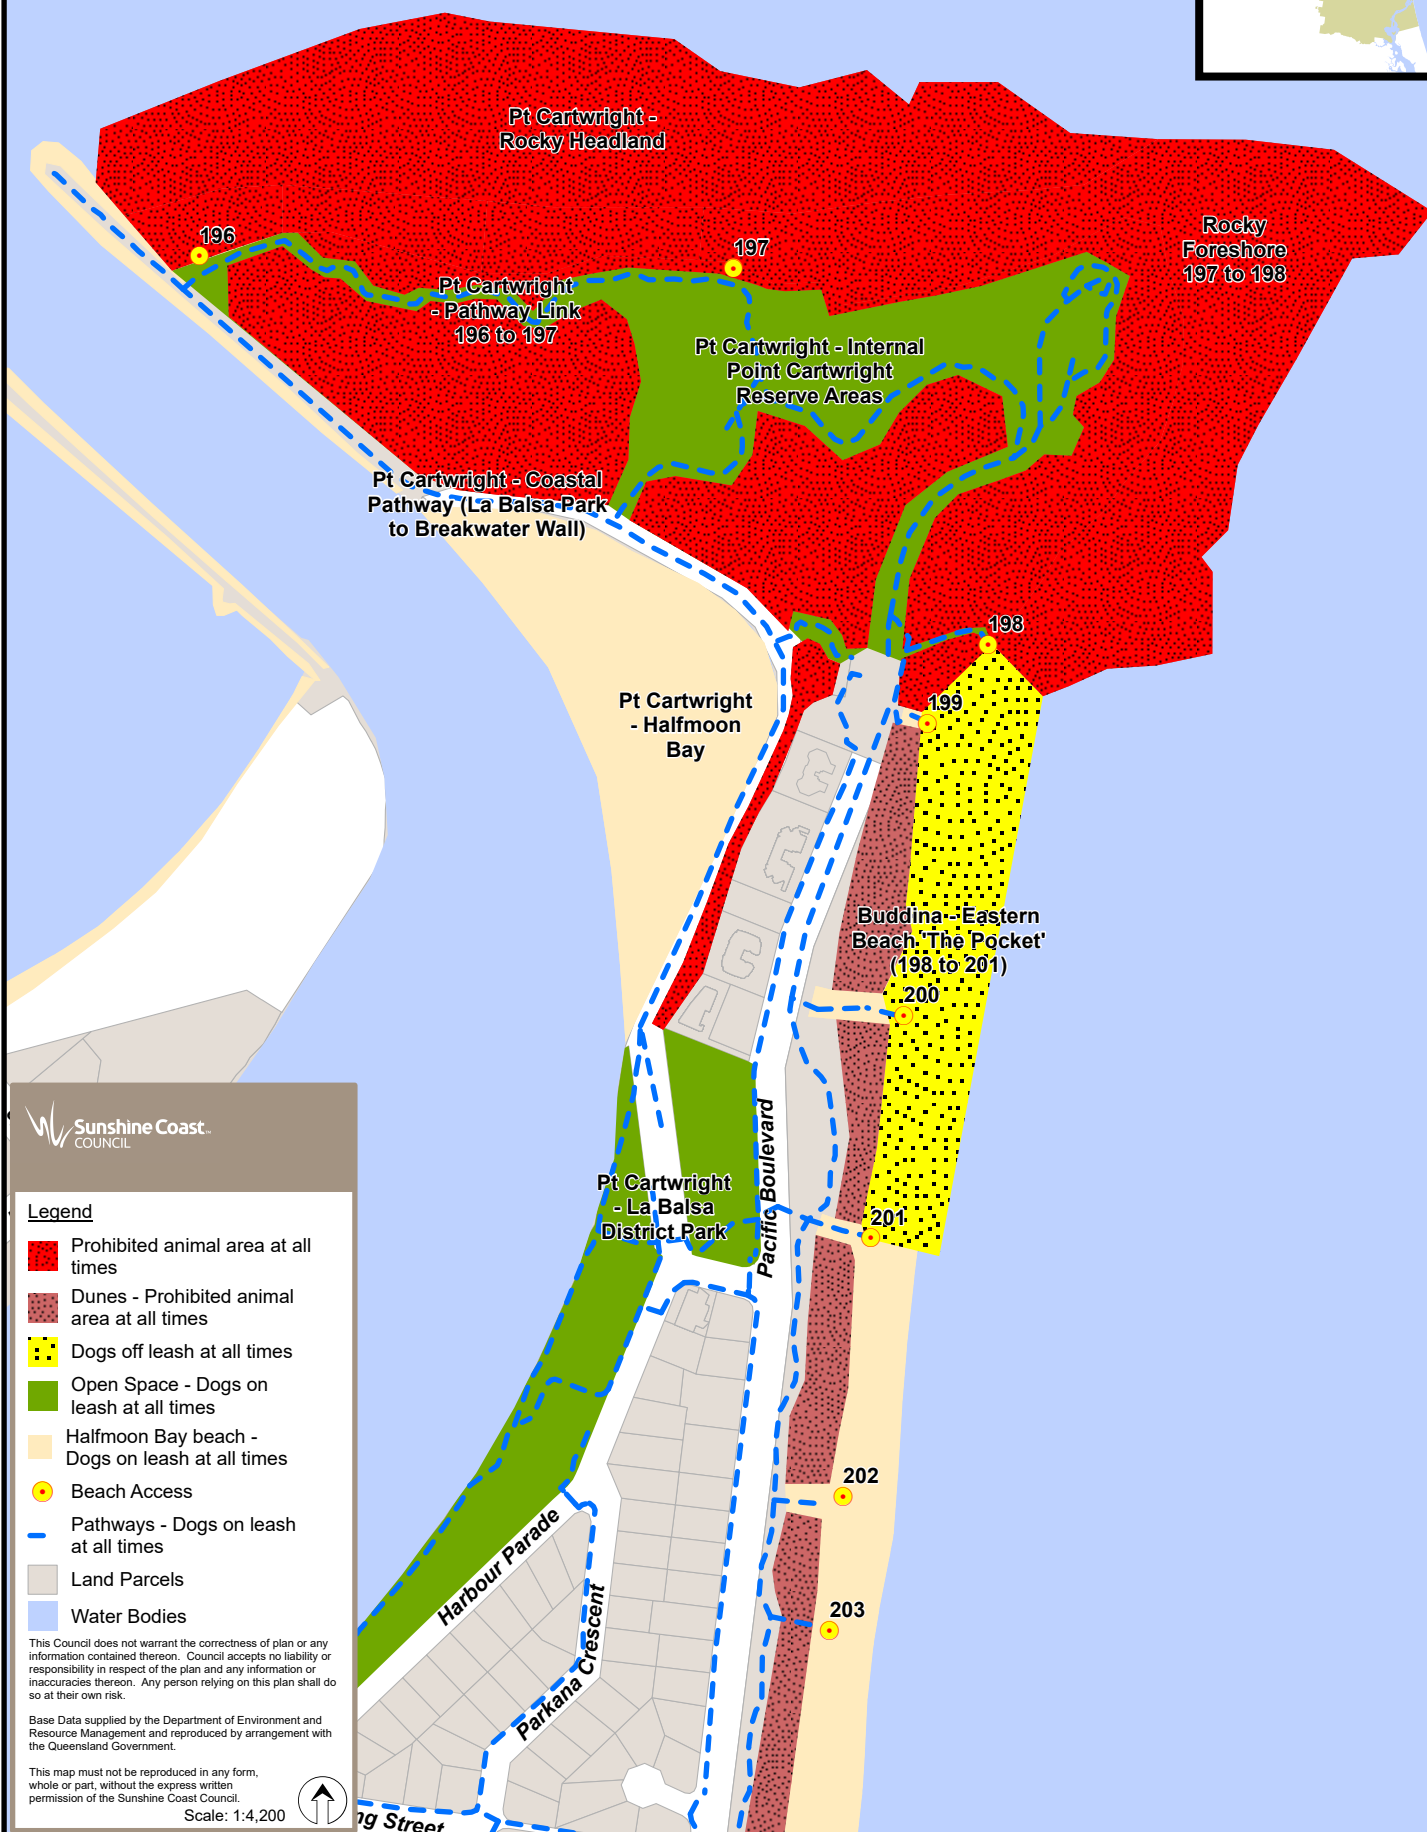 Pt Cartwright -
Rocky Headland
Rocky
Foreshore
197 to 198
196
197
Pt Cartwright
- Pathway Link
196 to 197
Pt Cartwright - Internal
Point Cartwright
Reserve Areas
Pt Cartwright - Coastal
Pathway (La Balsa Park
to Breakwater Wall)
198
199
Pt Cartwright
- Halfmoon
Bay
Buddina - Eastern
Beach 'The Pocket'
(198 to 201)
200
Pacific Boulevard
Pt Cartwright
- La Balsa
District Park
201
202
203
Harbour Parade
Parkana Crescent
ng Street
Sunshine Coast™
COUNCIL
Legend
Prohibited animal area at all
times
Dunes - Prohibited animal
area at all times
Dogs off leash at all times
Open Space - Dogs on
leash at all times
Halfmoon Bay beach -
Dogs on leash at all times
Beach Access
Pathways - Dogs on leash
at all times
Land Parcels
Water Bodies
This Council does not warrant the correctness of plan or any
information contained thereon. Council accepts no liability or
responsibility in respect of the plan and any information or
inaccuracies thereon. Any person relying on this plan shall do
so at their own risk.
Base Data supplied by the Department of Environment and
Resource Management and reproduced by arrangement with
the Queensland Government.
This map must not be reproduced in any form,
whole or part, without the express written
permission of the Sunshine Coast Council.
Scale: 1:4,200